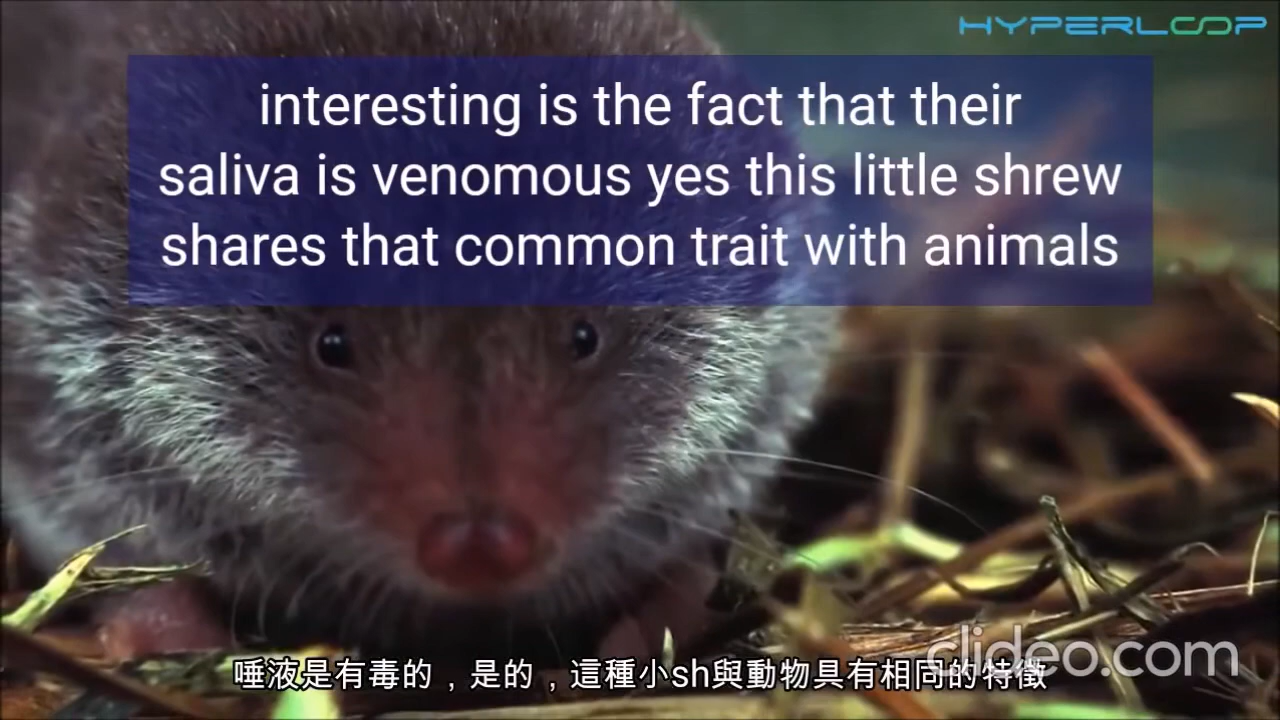 HYPERLOOP
interesting is the fact that their
saliva is venomous yes this little shrew
shares that common trait with animals
clideo.com
唾液是有毒的，是的，這種小sh與動物具有相同的特徵